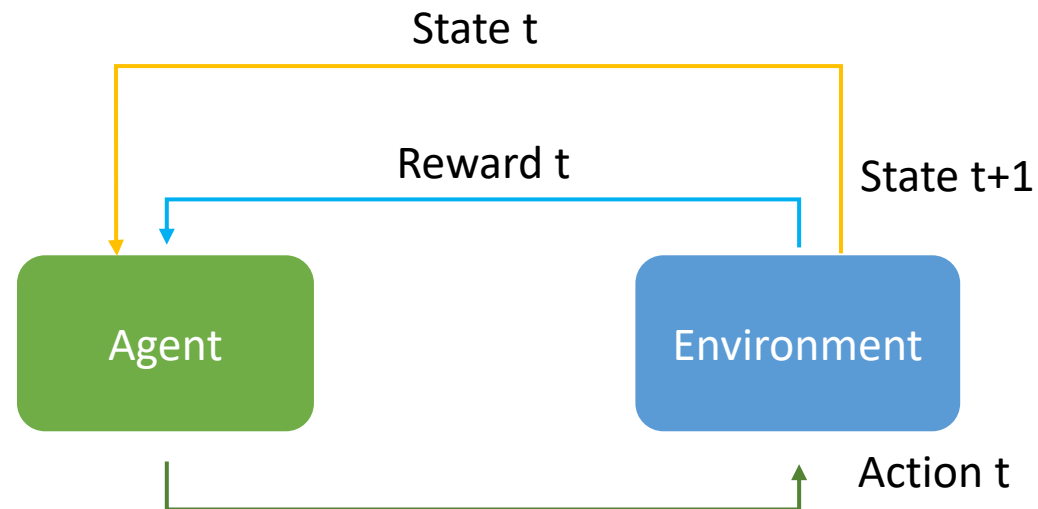 State t
Reward t
State t+1
Agent
Environment
Action t